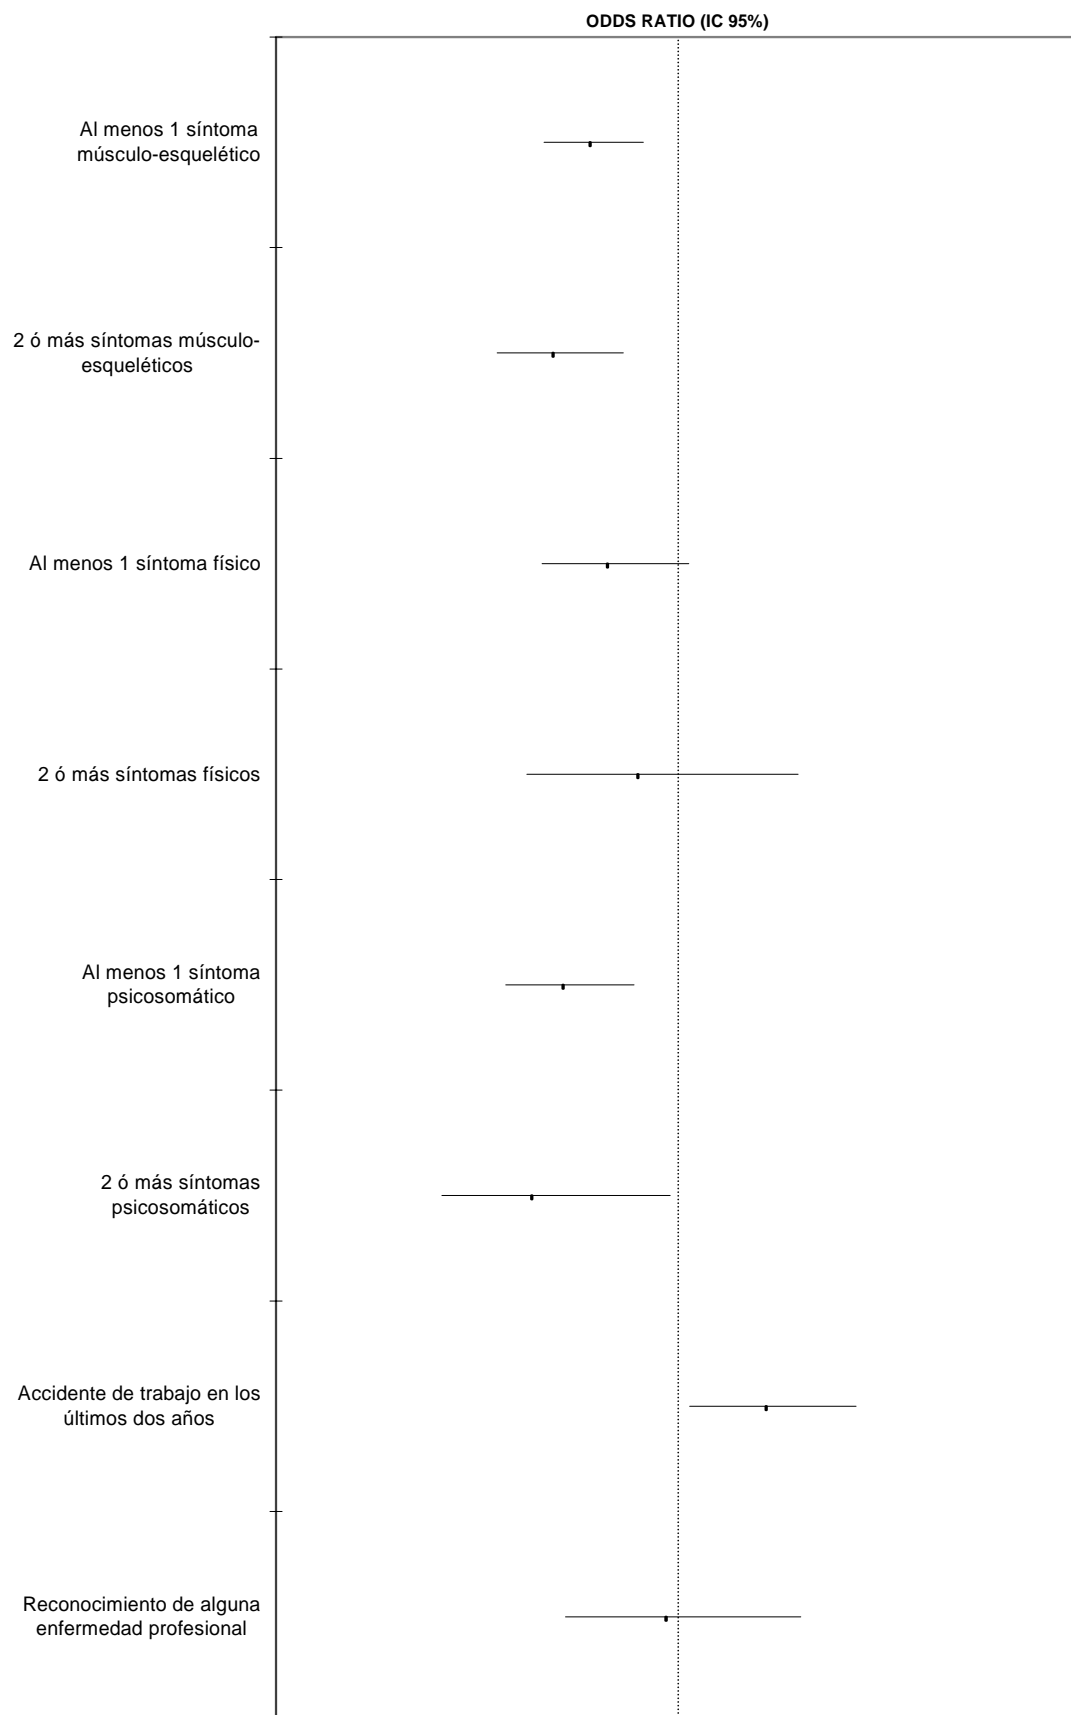 ODDS RATIO (IC 95%)
Al menos 1 síntoma
músculo-esquelético
2 ó más síntomas músculo-
esqueléticos
Al menos 1 síntoma físico
2 ó más síntomas físicos
Al menos 1 síntoma
psicosomático
2 ó más síntomas
psicosomáticos
Accidente de trabajo en los
últimos dos años
Reconocimiento de alguna
enfermedad profesional